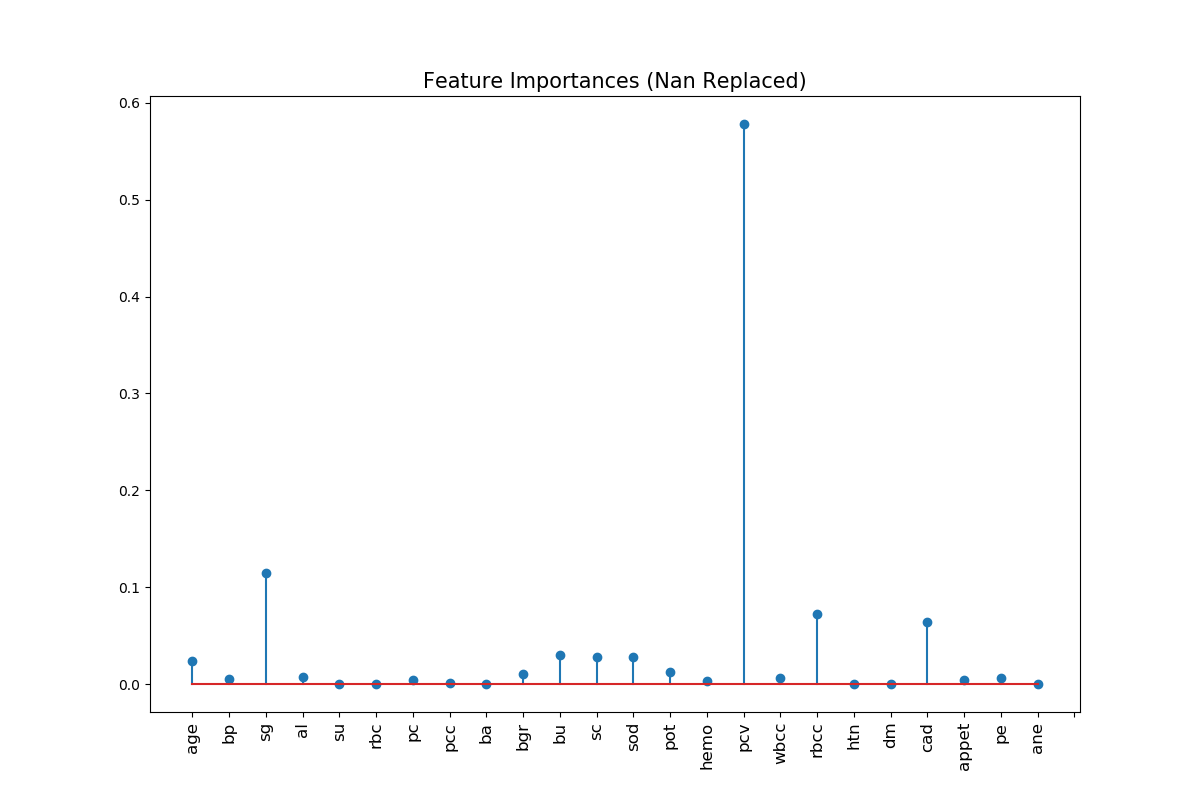 Feature Importances (Nan Replaced)
0.6
0.5
0.4
0.3
0.2
0.1
0.0
age
bp
sg
al
su
rbc
pc
pcc
ba
bgr
bu
sc
sod
pot
hemo
pcv
wbcc
rbcc
htn
dm
cad
appet
pe
ane